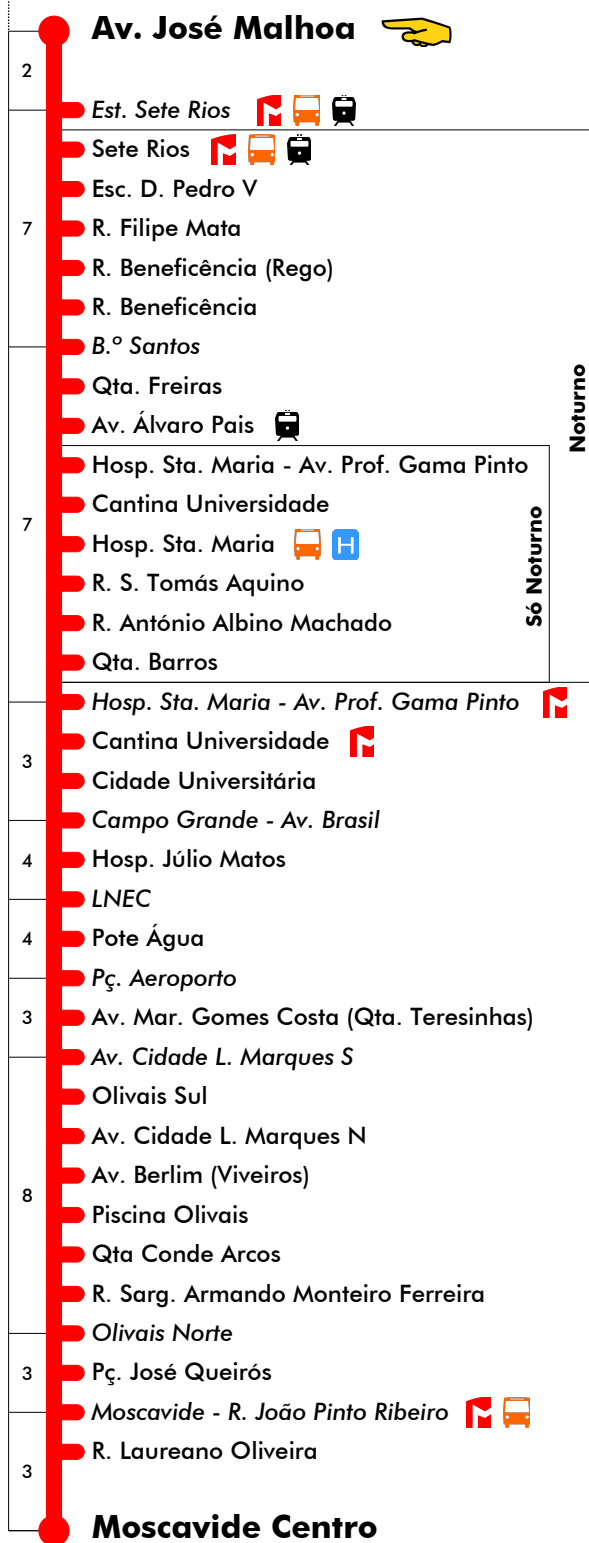 Av. José Malhoa
2
Est. Sete Rios
Sete Rios
Esc. D. Pedro V
7
R. Filipe Mata
R. Beneficência (Rego)
R. Beneficência
B.º Santos
Qta. Freiras
Noturno
Av. Álvaro Pais
Hosp. Sta. Maria - Av. Prof. Gama Pinto
Cantina Universidade
7
Hosp. Sta. Maria
H
Só Noturno
R. S. Tomás Aquino
R. António Albino Machado
Qta. Barros
Hosp. Sta. Maria - Av. Prof. Gama Pinto
Cantina Universidade
3
Cidade Universitária
Campo Grande - Av. Brasil
4
Hosp. Júlio Matos
LNEC
4
Pote Água
Pç. Aeroporto
3
Av. Mar. Gomes Costa (Qta. Teresinhas)
Av. Cidade L. Marques S
Olivais Sul
Av. Cidade L. Marques N
Av. Berlim (Viveiros)
8
Piscina Olivais
Qta Conde Arcos
R. Sarg. Armando Monteiro Ferreira
Olivais Norte
3
Pç. José Queirós
Moscavide - R. João Pinto Ribeiro
R. Laureano Oliveira
3
Moscavide Centro